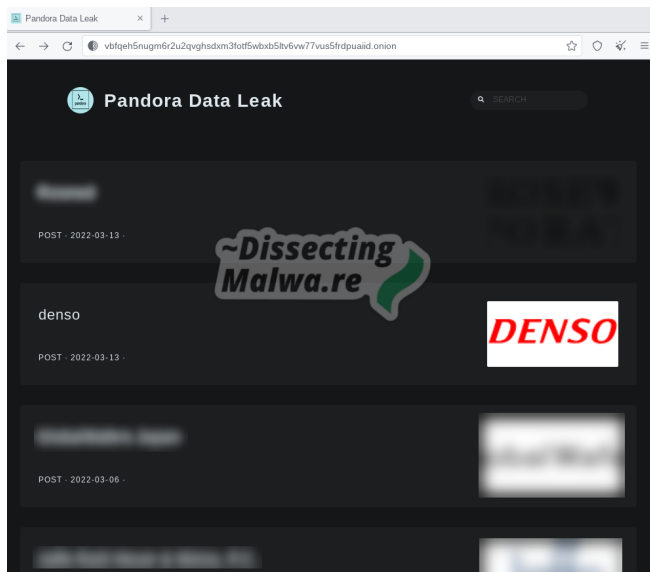 Pandora Data Leak
vbfqeh5nugm6r2u2qvghsdxm3fotf5wbxb5ltv6vw77vus5frdpuaiid.onion
Pandora Data Leak
SEARCH
POST · 2022-03-13 ·
~Dissecting
Malwa.re
denso
DENSO
POST · 2022-03-13 ·
POST · 2022-03-06 ·